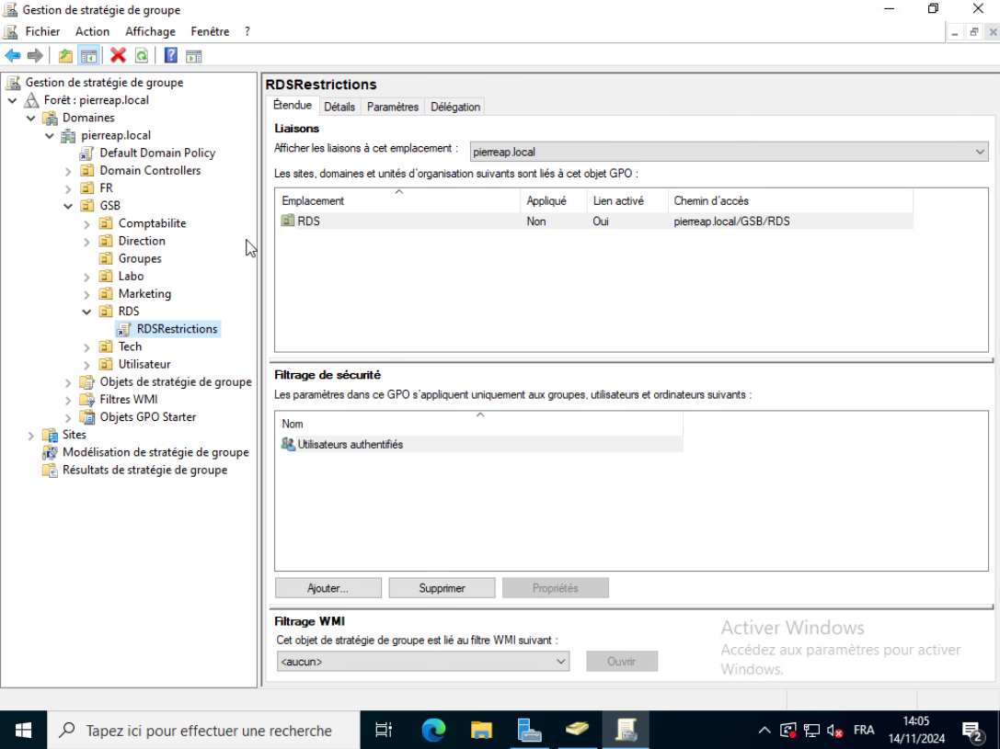 Gestion de stratégie de groupe
Fichier Action Affichage Fenêtre ?
Gestion de stratégie de groupe
Forêt : pierreap.local
Domaines
pierreap.local
Default Domain Policy
Domain Controllers
FR
GSB
Comptabilite
Direction
Groupes
Labo
Marketing
RDS
RDSRestrictions
Tech
Utilisateur
Objets de stratégie de groupe
Filtres WMI
Objets GPO Starter
Sites
Modélisation de stratégie de groupe
Résultats de stratégie de groupe
RDSRestrictions
Étendue Détails Paramètres Délégation
Liaisons
Afficher les liaisons à cet emplacement : pierreap.local
Les sites, domaines et unités d'organisation suivants sont liés à cet objet GPO :
Emplacement Appliqué Lien activé Chemin d'accès
RDS Non Oui pierreap.local/GSB/RDS
Filtrage de sécurité
Les paramètres dans ce GPO s'appliquent uniquement aux groupes, utilisateurs et ordinateurs suivants :
Nom
Utilisateurs authentifiés
Ajouter... Supprimer Propriétés
Filtrage WMI
Cet objet de stratégie de groupe est lié au filtre WMI suivant :
<aucun> Ouvrir
Activer Windows
Accédez aux paramètres pour activer
Windows.
Tapez ici pour effectuer une recherche
FRA
14:05
14/11/2024
2